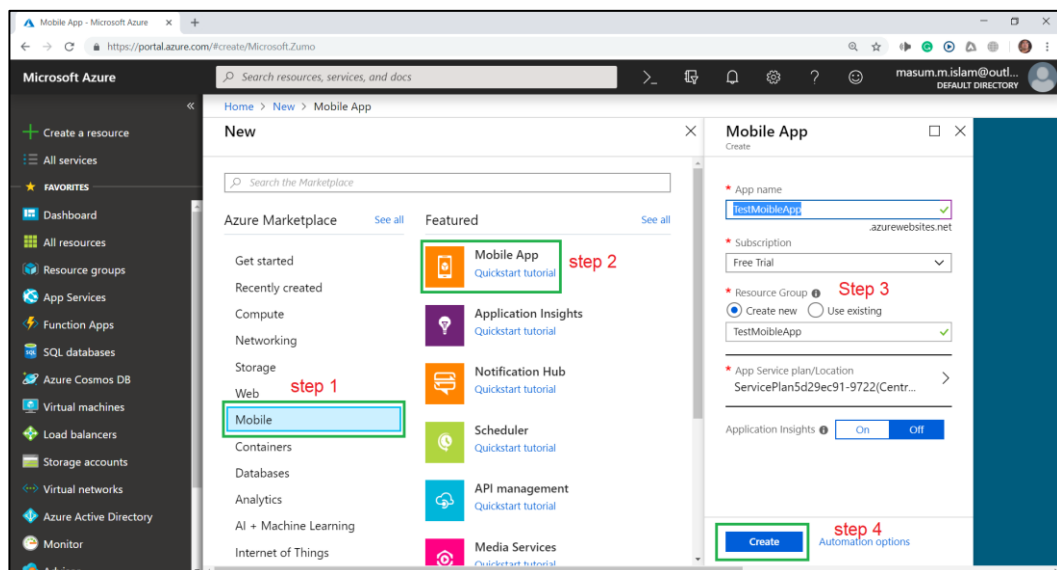 Mobile App - Microsoft Azure
https://portal.azure.com/#create/Microsoft.Zumo
Microsoft Azure
Search resources, services, and docs
masum.m.islam@outl...
DEFAULT DIRECTORY
Create a resource
All services
FAVORITES
Dashboard
All resources
Resource groups
App Services
Function Apps
SQL databases
Azure Cosmos DB
Virtual machines
Load balancers
Storage accounts
Virtual networks
Azure Active Directory
Monitor
Home > New > Mobile App
New
Search the Marketplace
Azure Marketplace
See all
Get started
Recently created
Compute
Networking
Storage
Web
step 1
Mobile
Containers
Databases
Analytics
AI + Machine Learning
Internet of Things
Featured
See all
Mobile App
Quickstart tutorial
step 2
Application Insights
Quickstart tutorial
Notification Hub
Quickstart tutorial
Scheduler
Quickstart tutorial
API management
Quickstart tutorial
Media Services
Quickstart tutorial
Mobile App
Create
* App name
TestMoibleApp
.azurewebsites.net
* Subscription
Free Trial
* Resource Group
Step 3
Create new
Use existing
TestMoibleApp
* App Service plan/Location
ServicePlan5d29ec91-9722(Centr...
Application Insights
On
Off
step 4
Create
Automation options